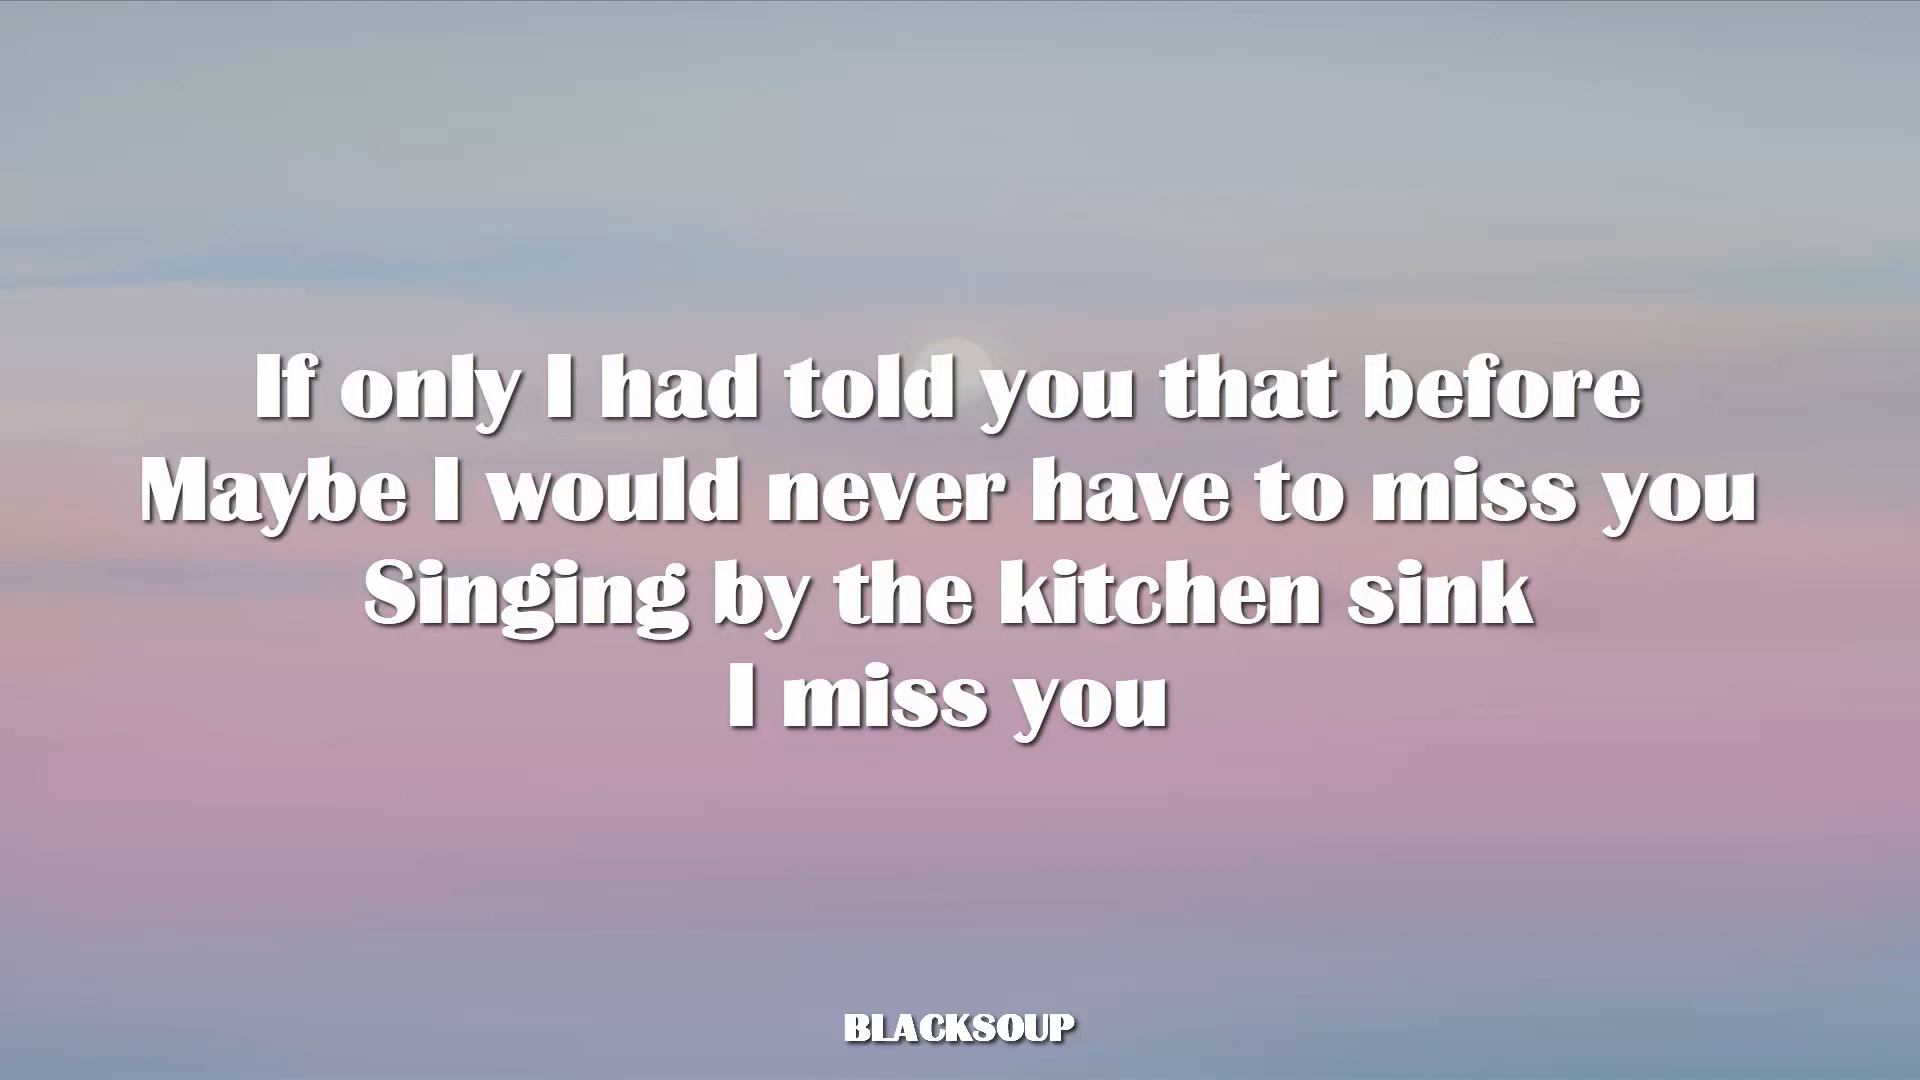 If only I had told you that before
Maybe I would never have to miss you
Singing by the kitchen sink
I miss you
BLACKSOUP